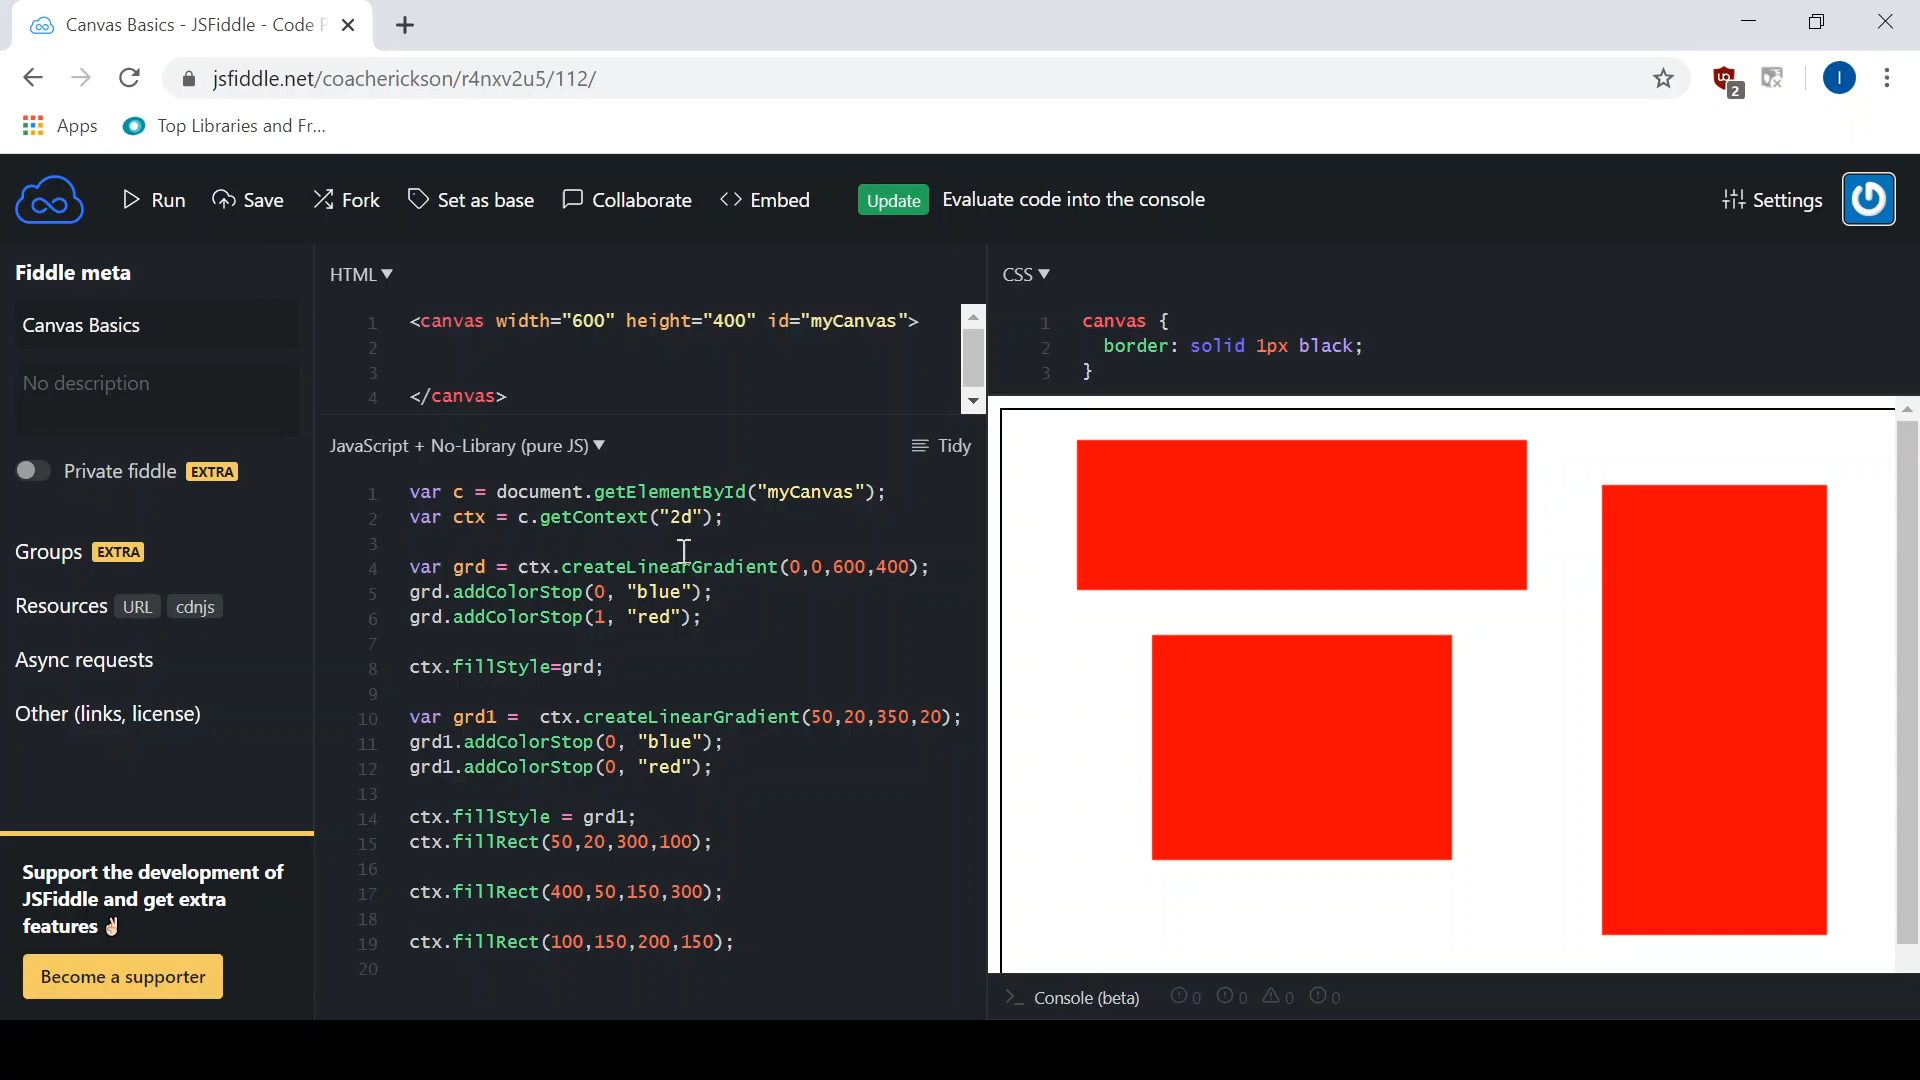 Canvas Basics - JSFiddle - Code P
jsfiddle.net/coacherickson/r4nxv2u5/112/
2
I
Apps
Top Libraries and Fr...
Run
Save
Fork
Set as base
Collaborate
Embed
Update
Evaluate code into the console
Settings
Fiddle meta
Canvas Basics
No description
Private fiddle EXTRA
Groups EXTRA
Resources URL cdnjs
Async requests
Other (links, license)
Support the development of
JSFiddle and get extra
features ✌🏻
Become a supporter
HTML ▼
1 <canvas width="600" height="400" id="myCanvas">
2
3
4 </canvas>
JavaScript + No-Library (pure JS) ▼
Tidy
1 var c = document.getElementById("myCanvas");
2 var ctx = c.getContext("2d");
3
4 var grd = ctx.createLinearGradient(0,0,600,400);
5 grd.addColorStop(0, "blue");
6 grd.addColorStop(1, "red");
7
8 ctx.fillStyle=grd;
9
10 var grd1 =  ctx.createLinearGradient(50,20,350,20);
11 grd1.addColorStop(0, "blue");
12 grd1.addColorStop(0, "red");
13
14 ctx.fillStyle = grd1;
15 ctx.fillRect(50,20,300,100);
16
17 ctx.fillRect(400,50,150,300);
18
19 ctx.fillRect(100,150,200,150);
20
CSS ▼
1 canvas {
2 border: solid 1px black;
3 }
>_ Console (beta) 0 0 0 0